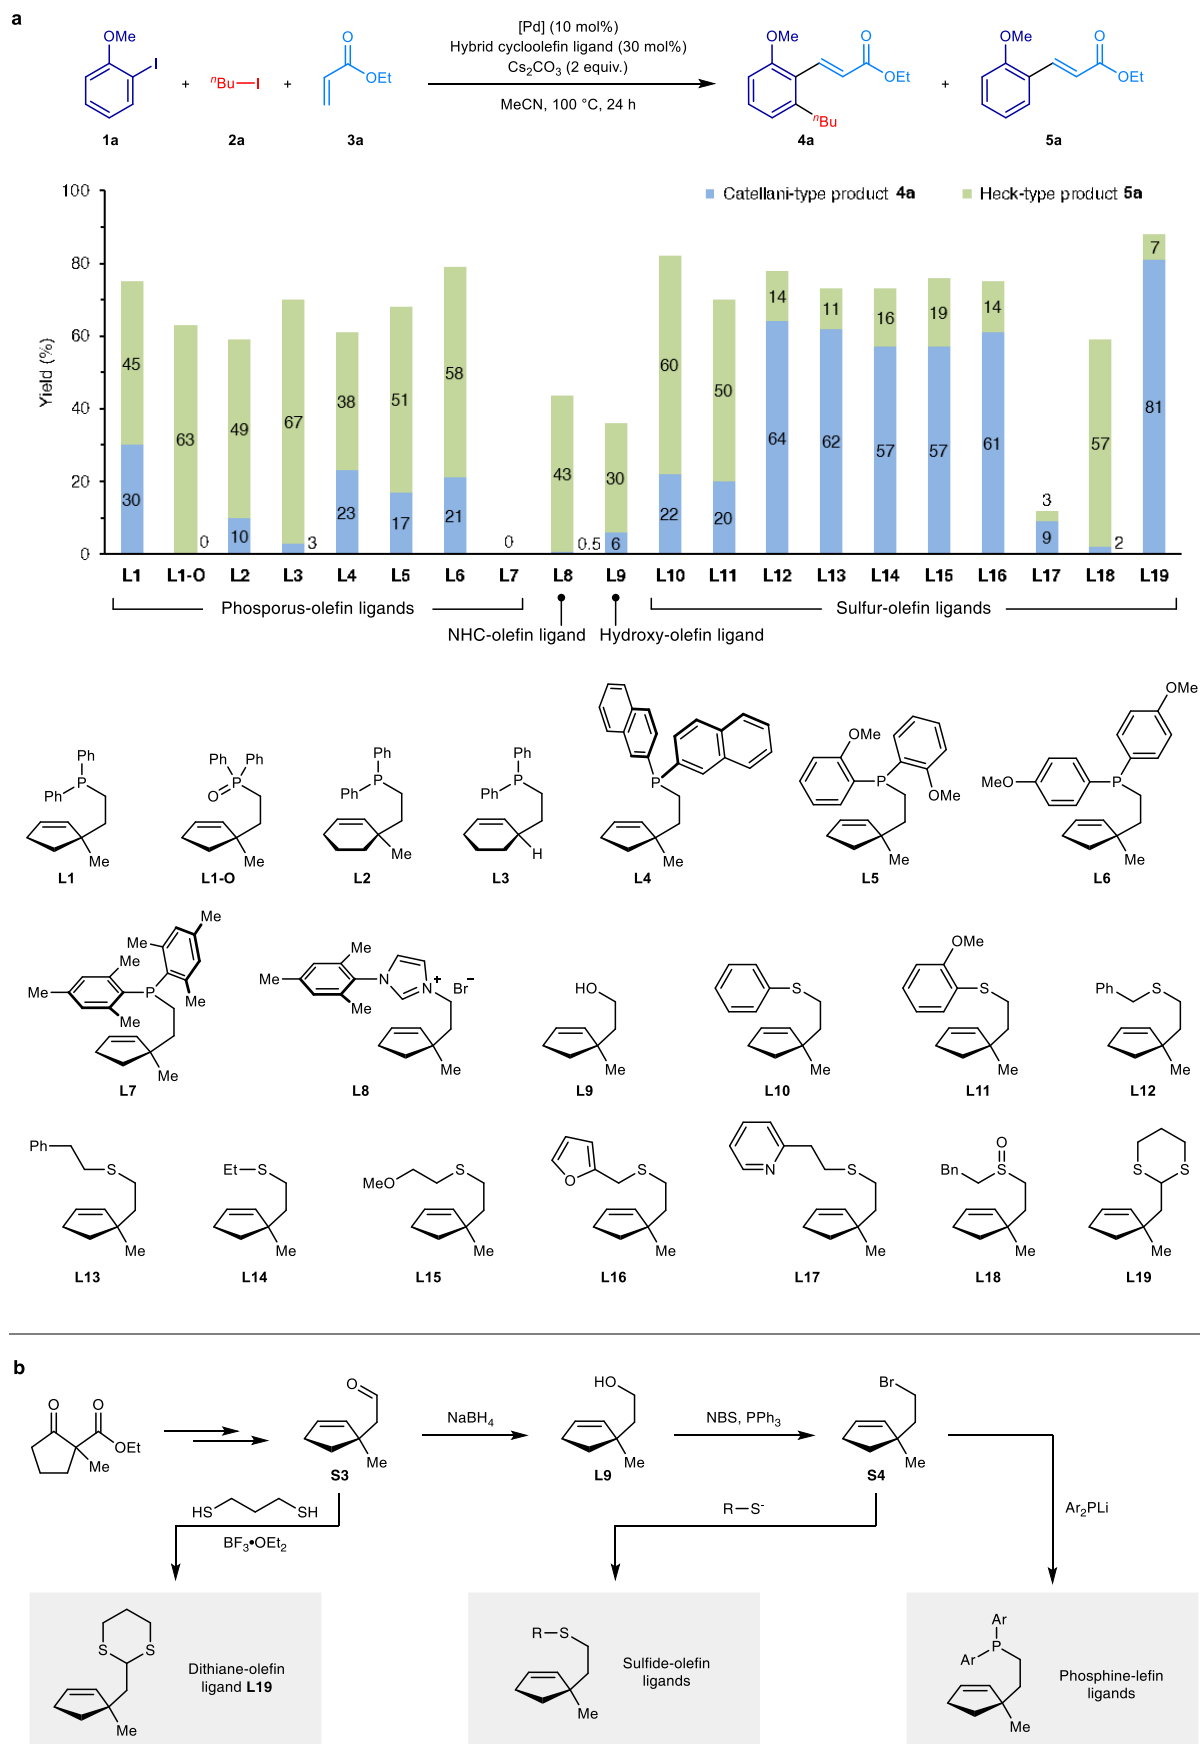 a
OMe
I
1a
+
nBu–I
2a
+
O
OEt
3a
[Pd] (10 mol%)
Hybrid cycloolefin ligand (30 mol%)
Cs2CO3 (2 equiv.)
MeCN, 100 °C, 24 h
OMe
O
OEt
nBu
4a
+
OMe
O
OEt
5a
Yield (%)
100
80
60
40
20
0
Catellani-type product 4a
Heck-type product 5a
45
30
63
0
49
10
67
3
38
23
51
17
58
21
0
43
0.5
30
6
60
22
50
20
14
64
11
62
16
57
19
57
14
61
3
9
57
2
7
81
L1 L1-O L2 L3 L4 L5 L6 L7 L8 L9 L10 L11 L12 L13 L14 L15 L16 L17 L18 L19
Phosporus-olefin ligands
Sulfur-olefin ligands
NHC-olefin ligand
Hydroxy-olefin ligand
Ph
Ph
P
Me
L1
Ph
O
P
Ph
Me
L1-O
Ph
Ph
P
Me
L2
Ph
Ph
P
H
L3
P
Me
L4
OMe
P
OMe
Me
L5
OMe
MeO
P
Me
L6
Me
Me
Me
Me
P
Me
Me
Me
L7
Me
Me
Me
N
N
+
Br−
Me
L8
HO
Me
L9
S
Me
L10
OMe
S
Me
L11
Ph
S
Me
L12
Ph
S
Me
L13
Et
S
Me
L14
MeO
S
Me
L15
O
S
Me
L16
N
S
Me
L17
O
Bn
S
Me
L18
S
S
Me
L19
b
O
O
OEt
Me
O
Me
S3
NaBH4
HO
Me
L9
NBS, PPh3
Br
Me
S4
HS
SH
BF3•OEt2
R–S-
Ar2PLi
S
S
Me
Dithiane-olefin
ligand L19
R–S
Me
Sulfide-olefin
ligands
Ar
Ar
P
Me
Phosphine-lefin
ligands